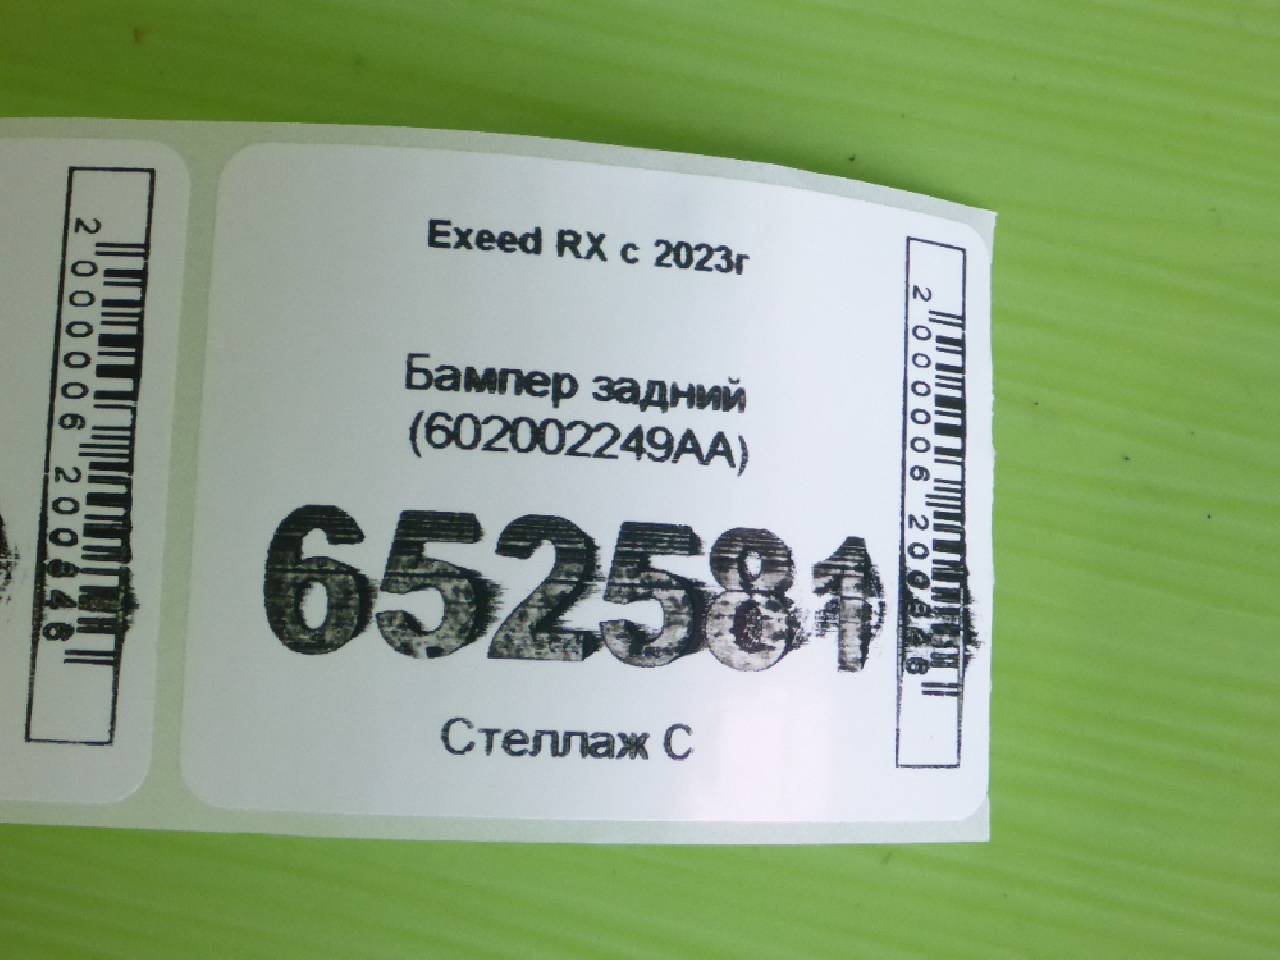 Exeed RX с 2023г
Бампер задний
(602002249AA)
652581
Стеллаж С